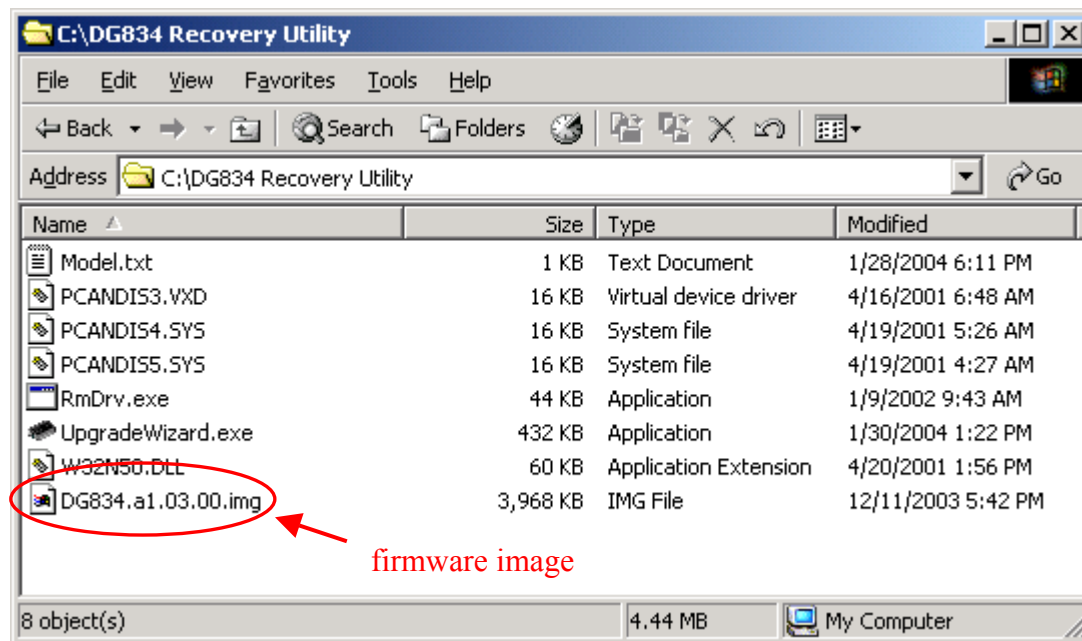 C:\DG834 Recovery Utility
File Edit View Favorites Tools Help
Back Search Folders
Address C:\DG834 Recovery Utility Go
Name Size Type Modified
Model.txt 1 KB Text Document 1/28/2004 6:11 PM
PCANDIS3.VXD 16 KB Virtual device driver 4/16/2001 6:48 AM
PCANDIS4.SYS 16 KB System file 4/19/2001 5:26 AM
PCANDIS5.SYS 16 KB System file 4/19/2001 4:27 AM
RmDrv.exe 44 KB Application 1/9/2002 9:43 AM
UpgradeWizard.exe 432 KB Application 1/30/2004 1:22 PM
W32N50.DLL 60 KB Application Extension 4/20/2001 1:56 PM
DG834.a1.03.00.img 3,968 KB IMG File 12/11/2003 5:42 PM
firmware image
8 object(s) 4.44 MB My Computer